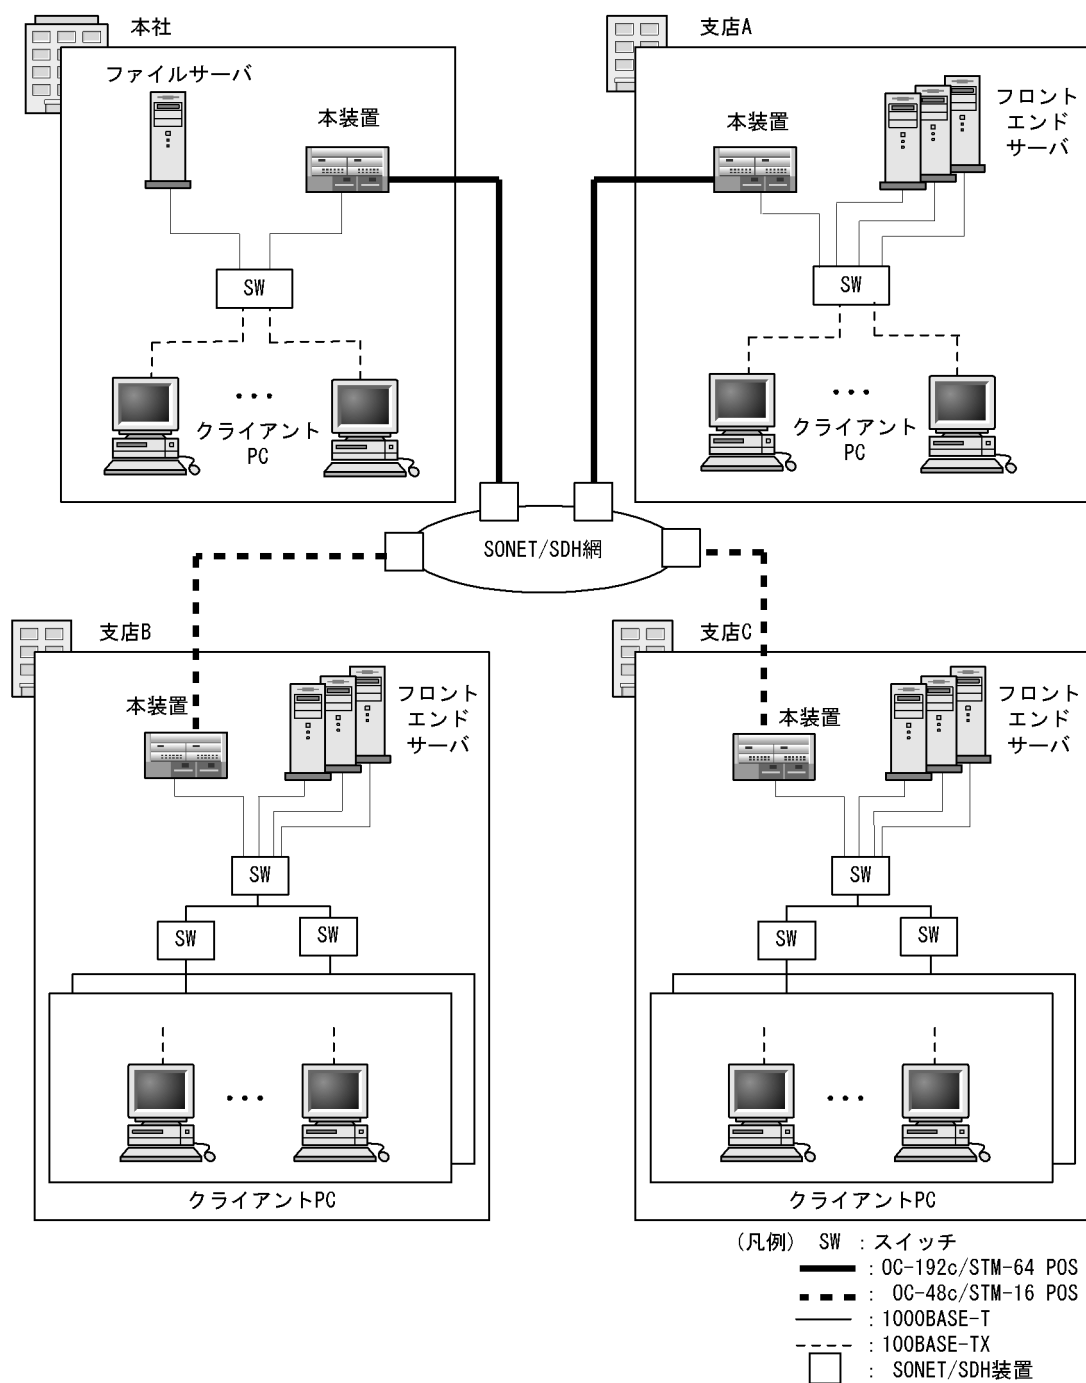 本社
ファイルサーバ
本装置
SW
クライアント
PC
支店A
本装置
フロント
エンド
サーバ
SW
クライアント
PC
SONET/SDH網
支店B
本装置
フロント
エンド
サーバ
SW
SW
SW
クライアントPC
支店C
本装置
フロント
エンド
サーバ
SW
SW
SW
クライアントPC
(凡例) SW :スイッチ
:OC-192c/STM-64 POS
: OC-48c/STM-16 POS
:1000BASE-T
:100BASE-TX
: SONET/SDH装置